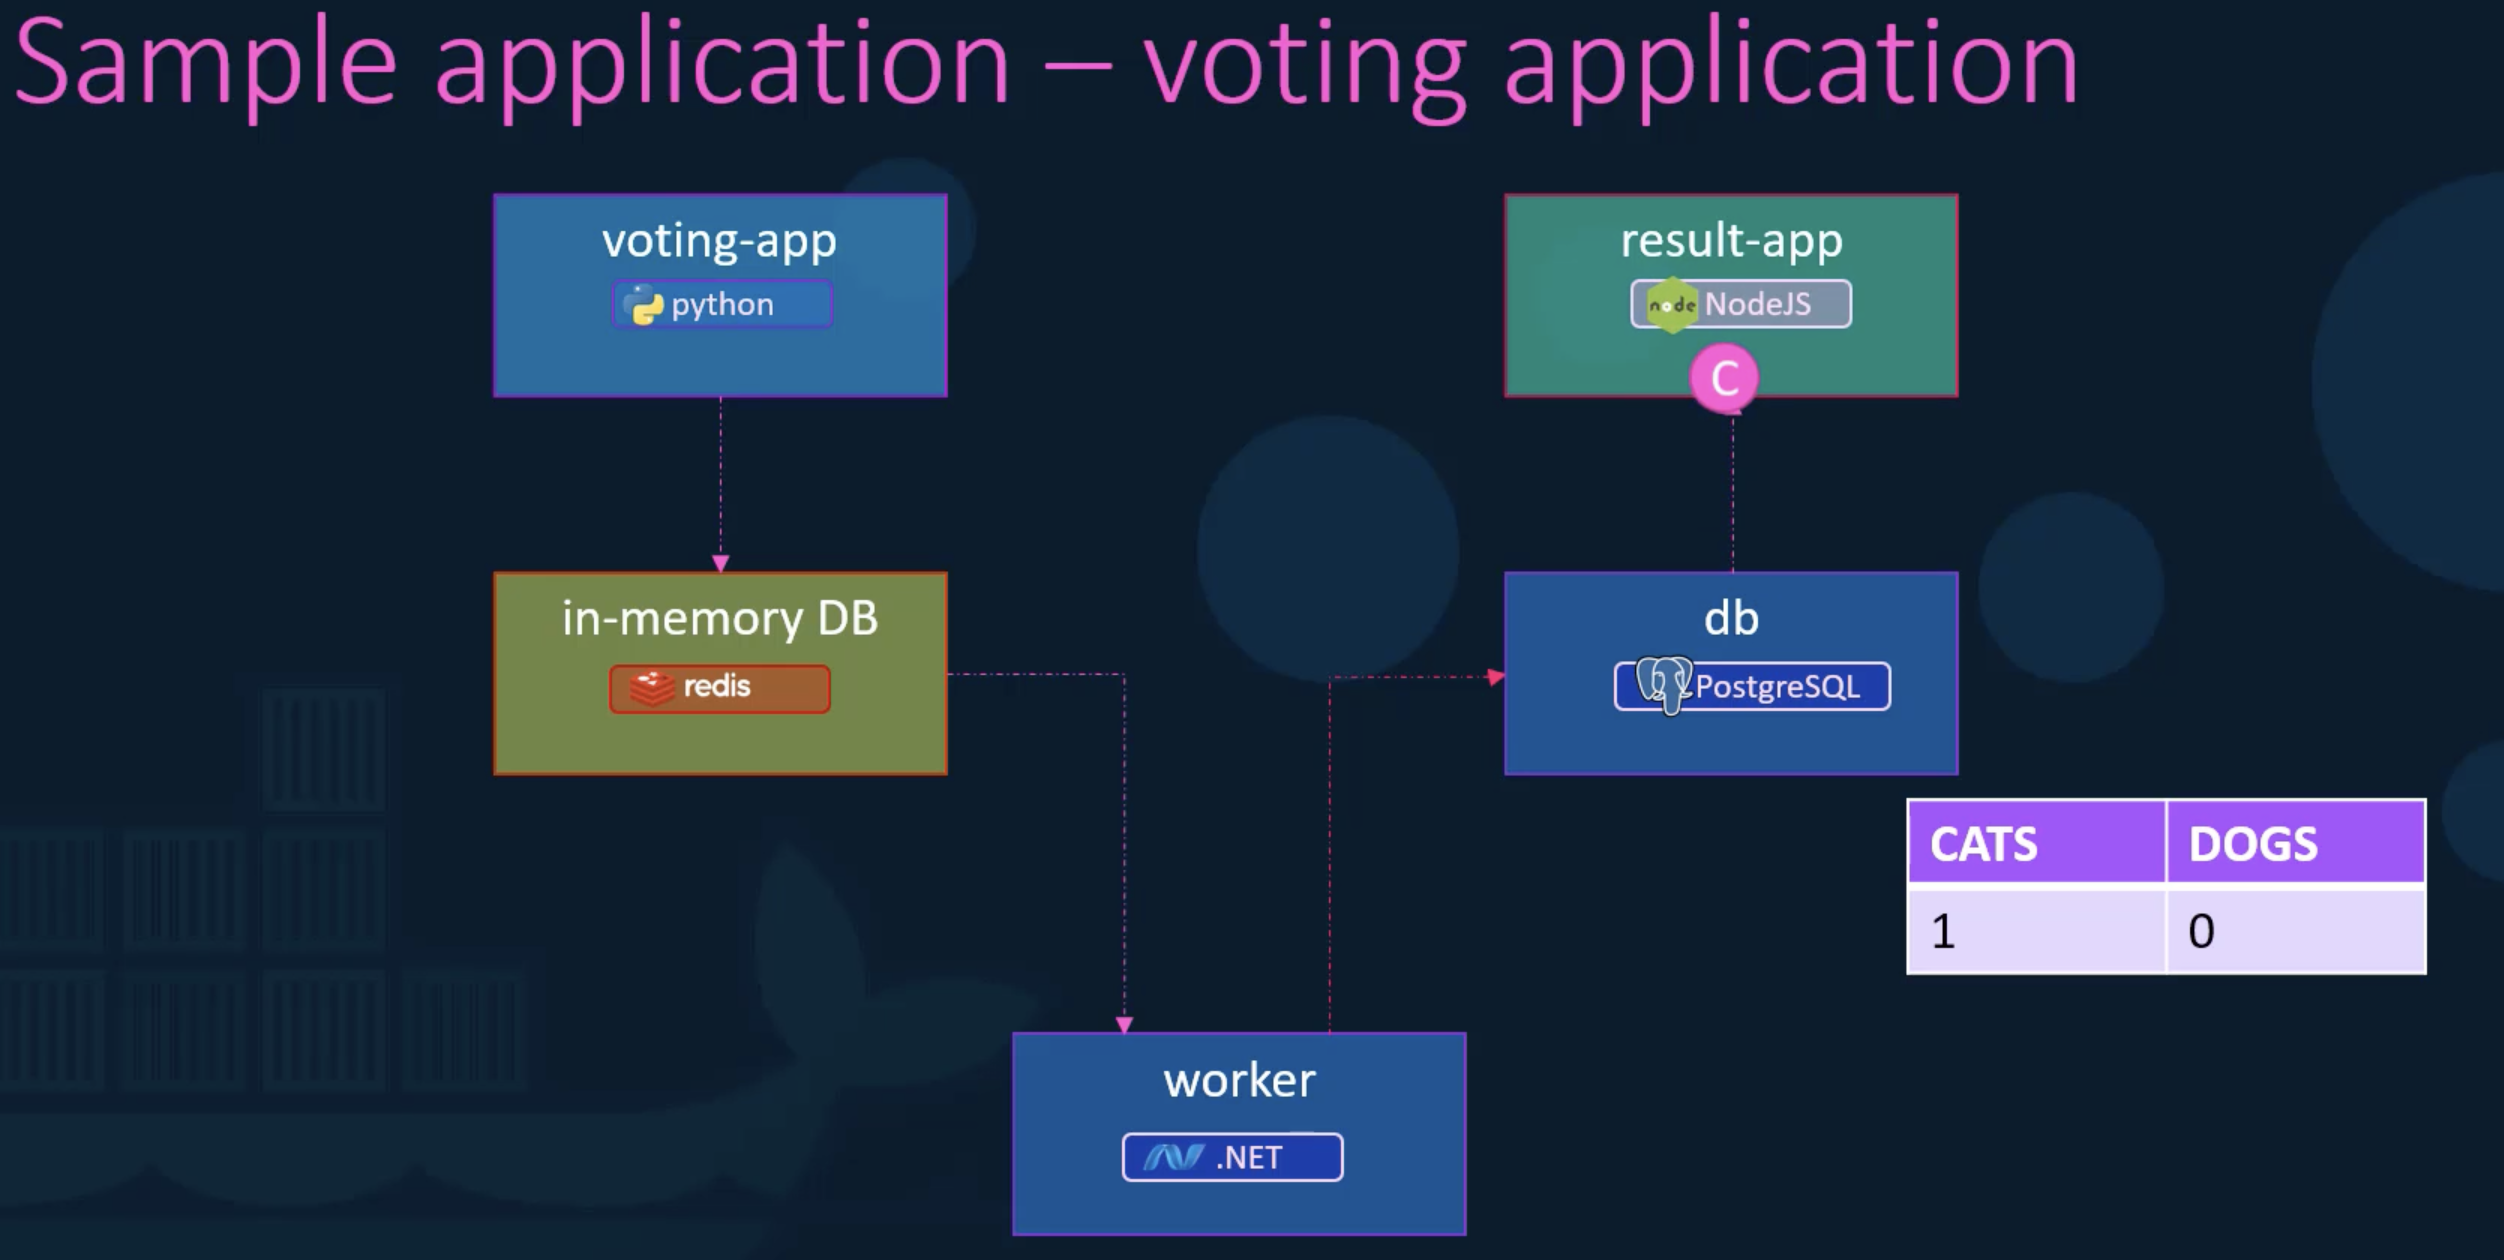 Sample application – voting application
voting-app
python
result-app
node NodeJS
C
in-memory DB
redis
db
PostgreSQL
CATS DOGS
1 0
worker
.NET